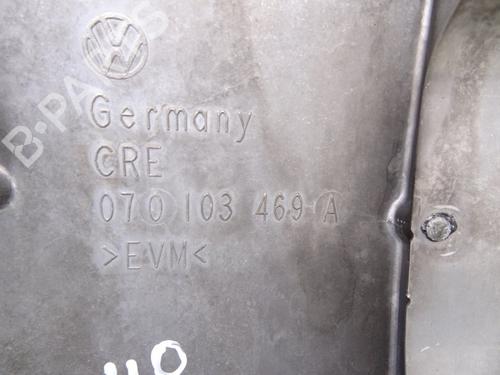 Germany
CRE
070 103 469 A
>EVM<